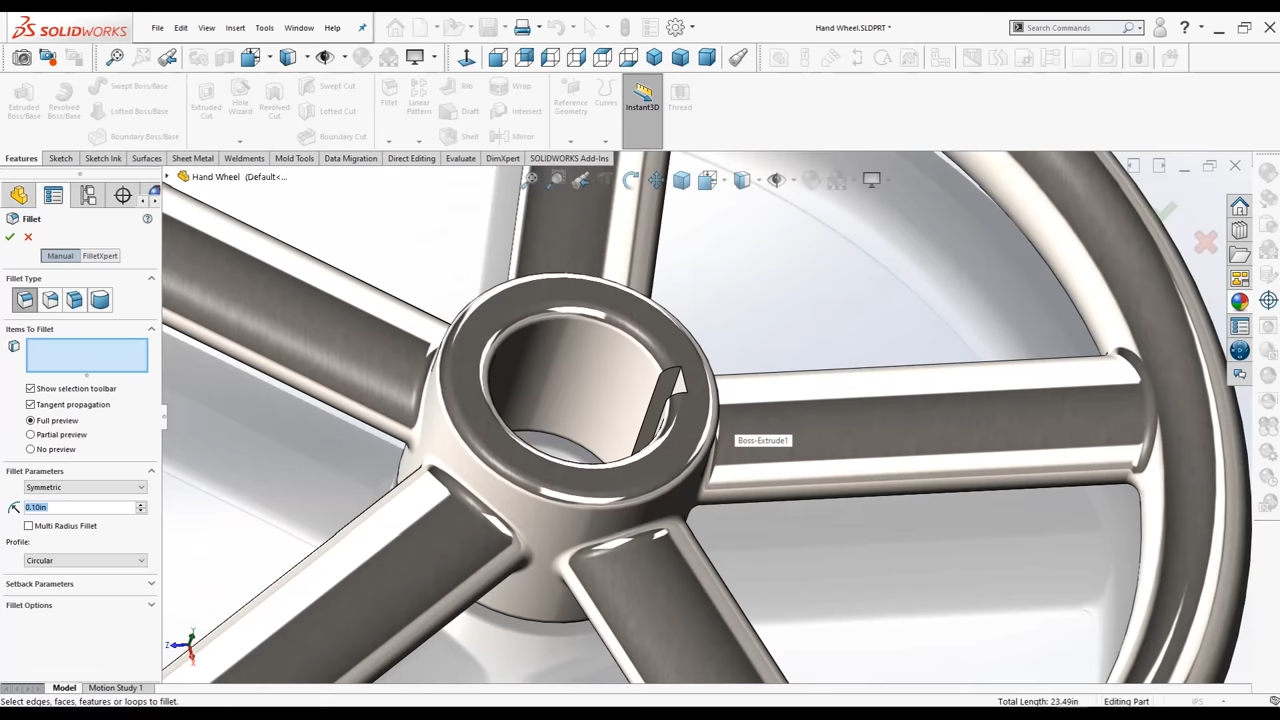 SOLIDWORKS
File Edit View Insert Tools Window Help
Hand Wheel.SLDPRT *
Search Commands
?
Extruded Boss/Base
Revolved Boss/Base
Swept Boss/Base
Lofted Boss/Base
Boundary Boss/Base
Extruded Cut
Hole Wizard
Revolved Cut
Swept Cut
Lofted Cut
Boundary Cut
Fillet
Linear Pattern
Rib
Draft
Shell
Wrap
Intersect
Mirror
Reference Geometry
Curves
Instant3D
Thread
Features Sketch Sketch Ink Surfaces Sheet Metal Weldments Mold Tools Data Migration Direct Editing Evaluate DimXpert SOLIDWORKS Add-Ins
Hand Wheel (Default<...
Fillet
Manual FilletXpert
Fillet Type
Items To Fillet
Show selection toolbar
Tangent propagation
Full preview
Partial preview
No preview
Fillet Parameters
Symmetric
0.10in
Multi Radius Fillet
Profile:
Circular
Setback Parameters
Fillet Options
Boss-Extrude1
Y
Z
X
Model Motion Study 1
Select edges, faces, features or loops to fillet.
Total Length: 23.49in Editing Part IPS